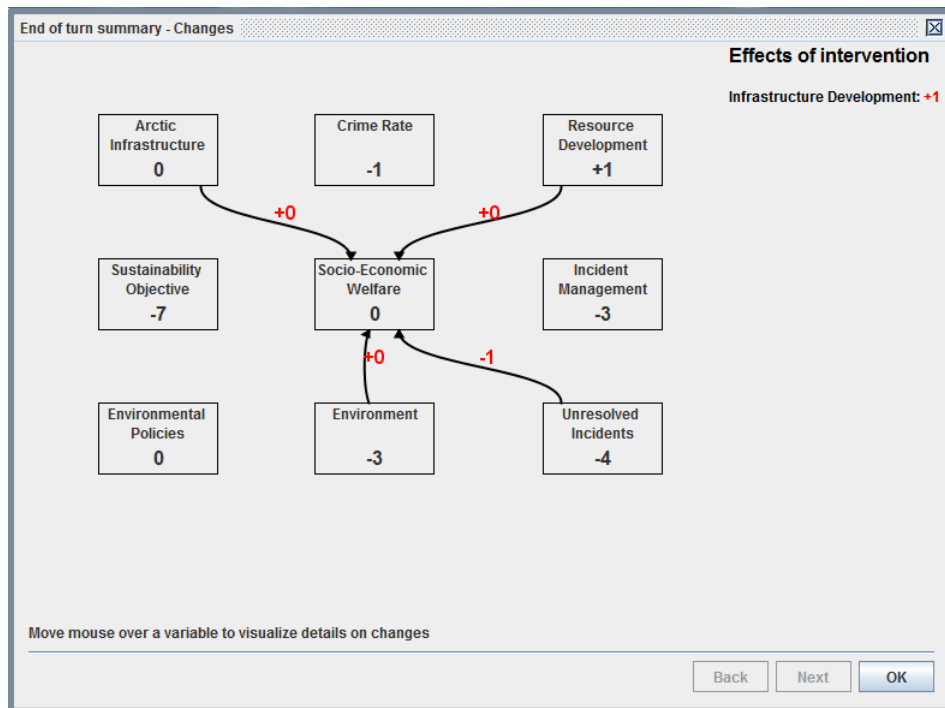 End of turn summary - Changes
Effects of intervention
Infrastructure Development: +1
Arctic
Infrastructure
0
Crime Rate
-1
Resource
Development
+1
+0
+0
Sustainability
Objective
-7
Socio-Economic
Welfare
0
Incident
Management
-3
+0
-1
Environmental
Policies
0
Environment
-3
Unresolved
Incidents
-4
Move mouse over a variable to visualize details on changes
Back
Next
OK